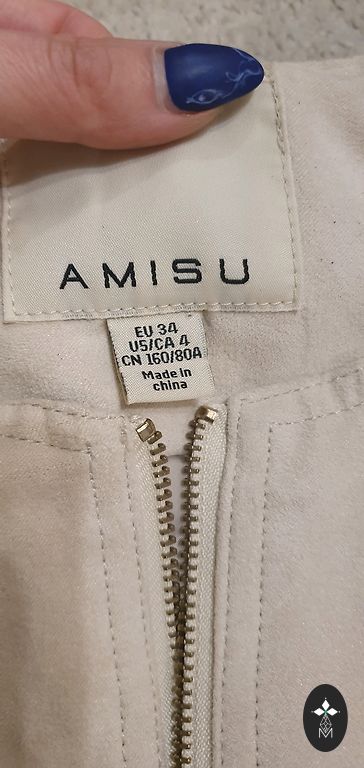 AMISU
EU 34
US/CA 4
CN 160/80A
Made in
china
M